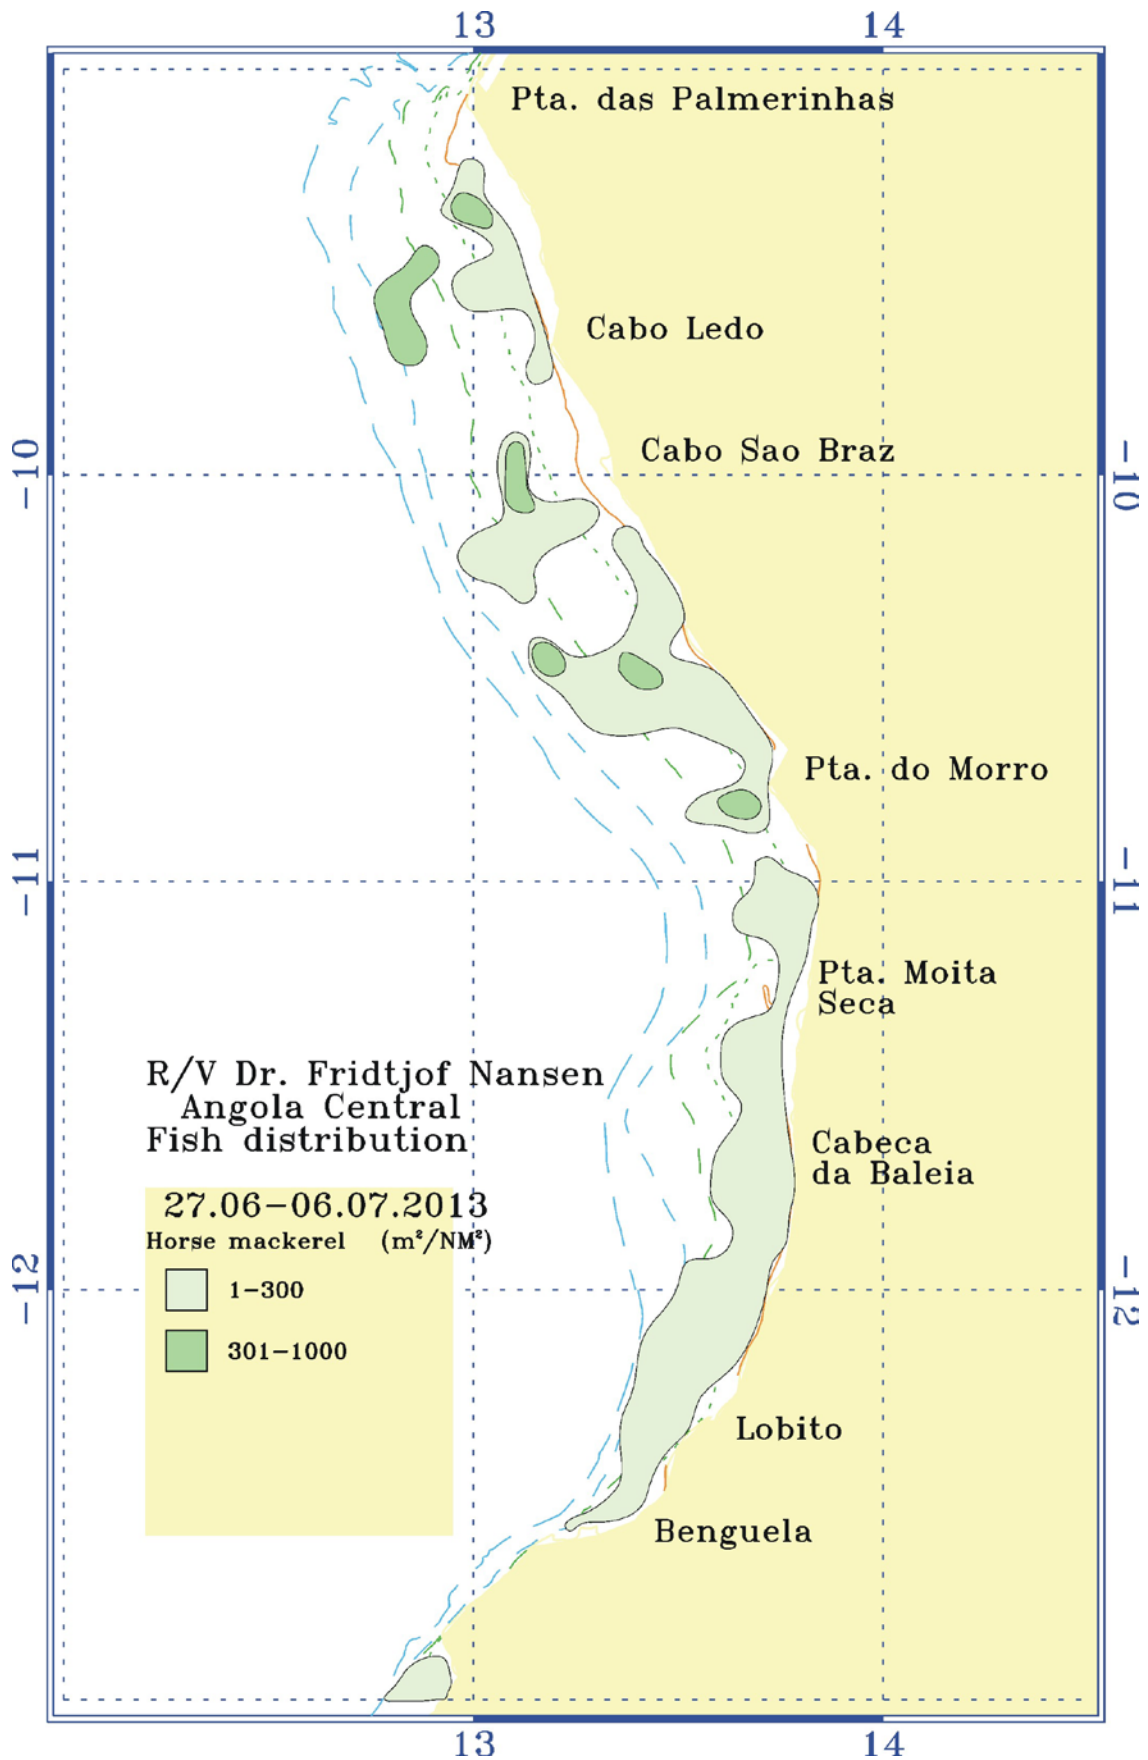 13 14
Pta. das Palmerinhas
Cabo Ledo
Cabo Sao Braz
-10 -10
Pta. do Morro
-11 -11
Pta. Moita
Seca
R/V Dr. Fridtjof Nansen
Angola Central
Fish distribution
Cabeca
da Baleia
27.06-06.07.2013
Horse mackerel (m²/NM²)
1-300
301-1000
-12 -12
Lobito
Benguela
13 14